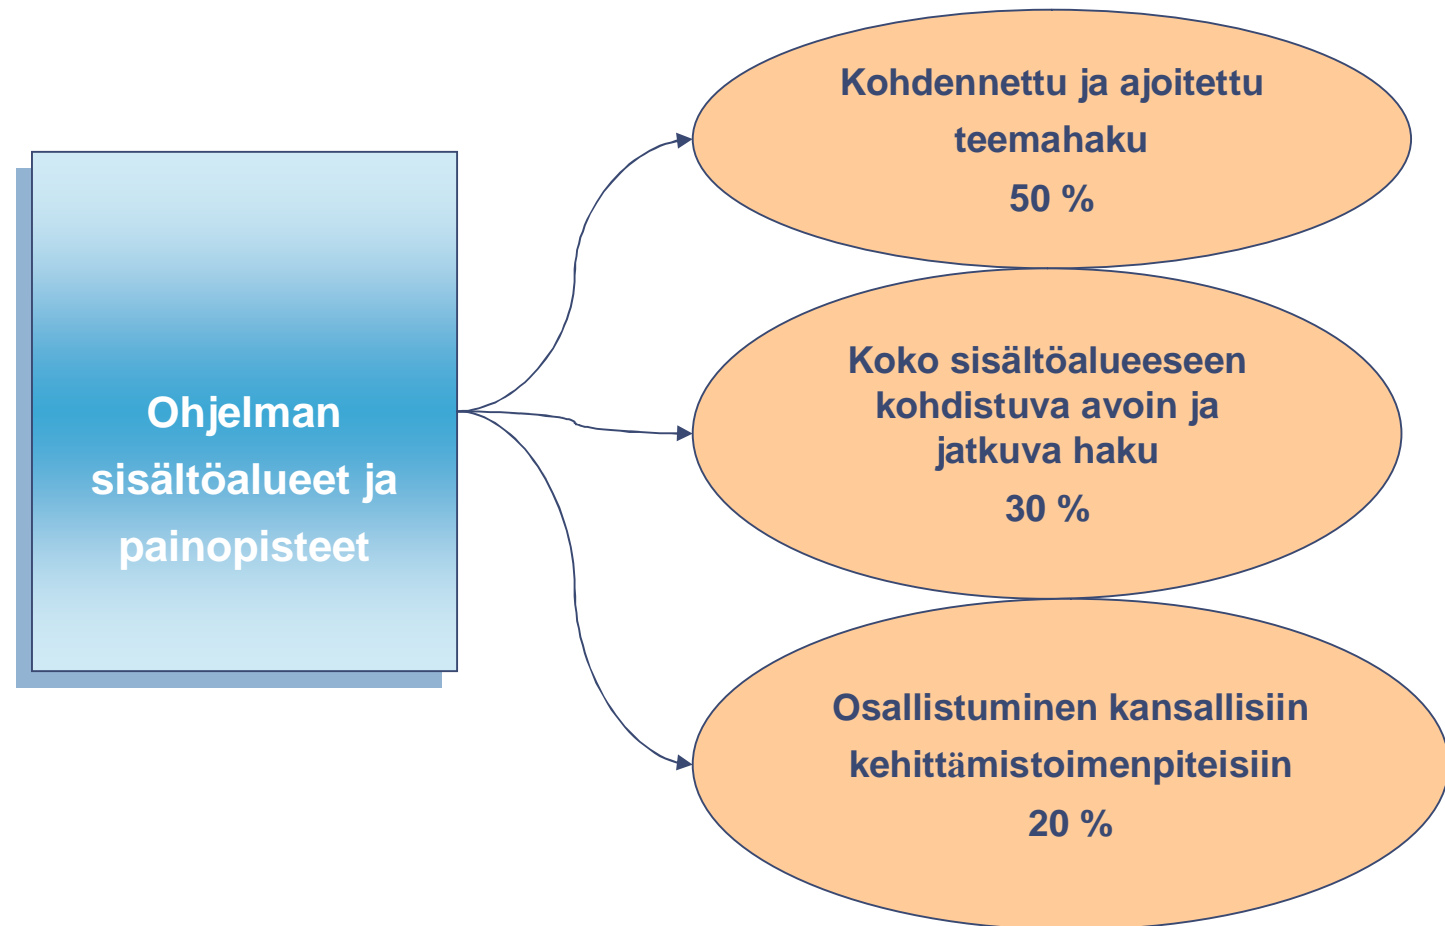 Ohjelman
sisältöalueet ja
painopisteet
Kohdennettu ja ajoitettu
teemahaku
50 %
Koko sisältöalueeseen
kohdistuva avoin ja
jatkuva haku
30 %
Osallistuminen kansallisiin
kehittämistoimenpiteisiin
20 %